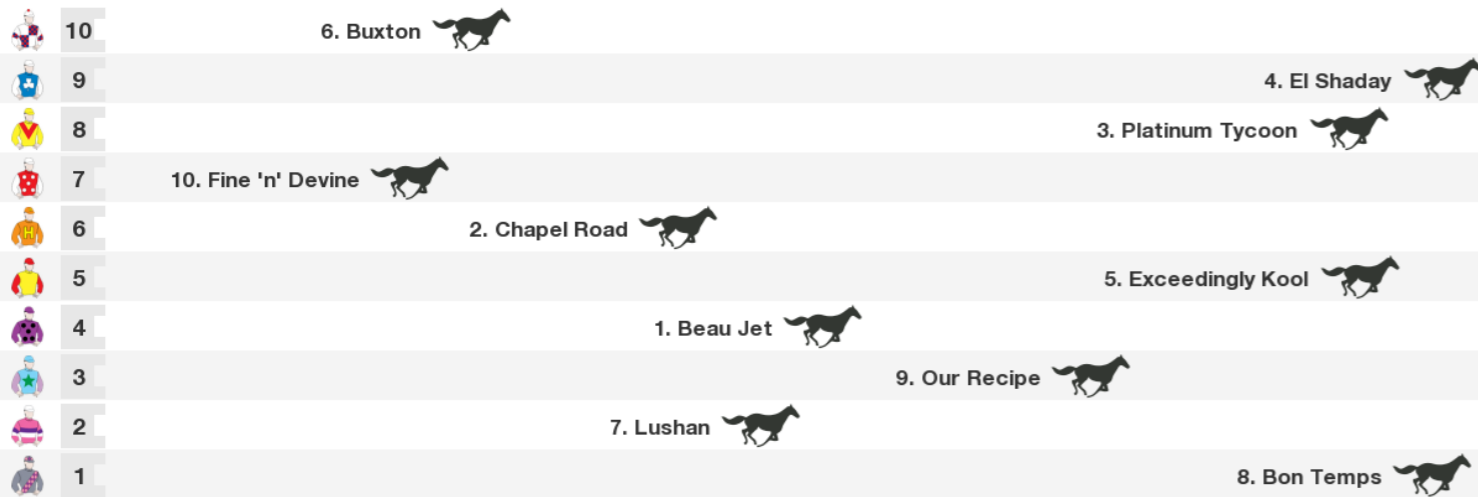 10 6. Buxton
9 4. El Shaday
8 3. Platinum Tycoon
7 10. Fine 'n' Devine
6 2. Chapel Road
H
5 5. Exceedingly Kool
4 1. Beau Jet
3 9. Our Recipe
2 7. Lushan
1 8. Bon Temps